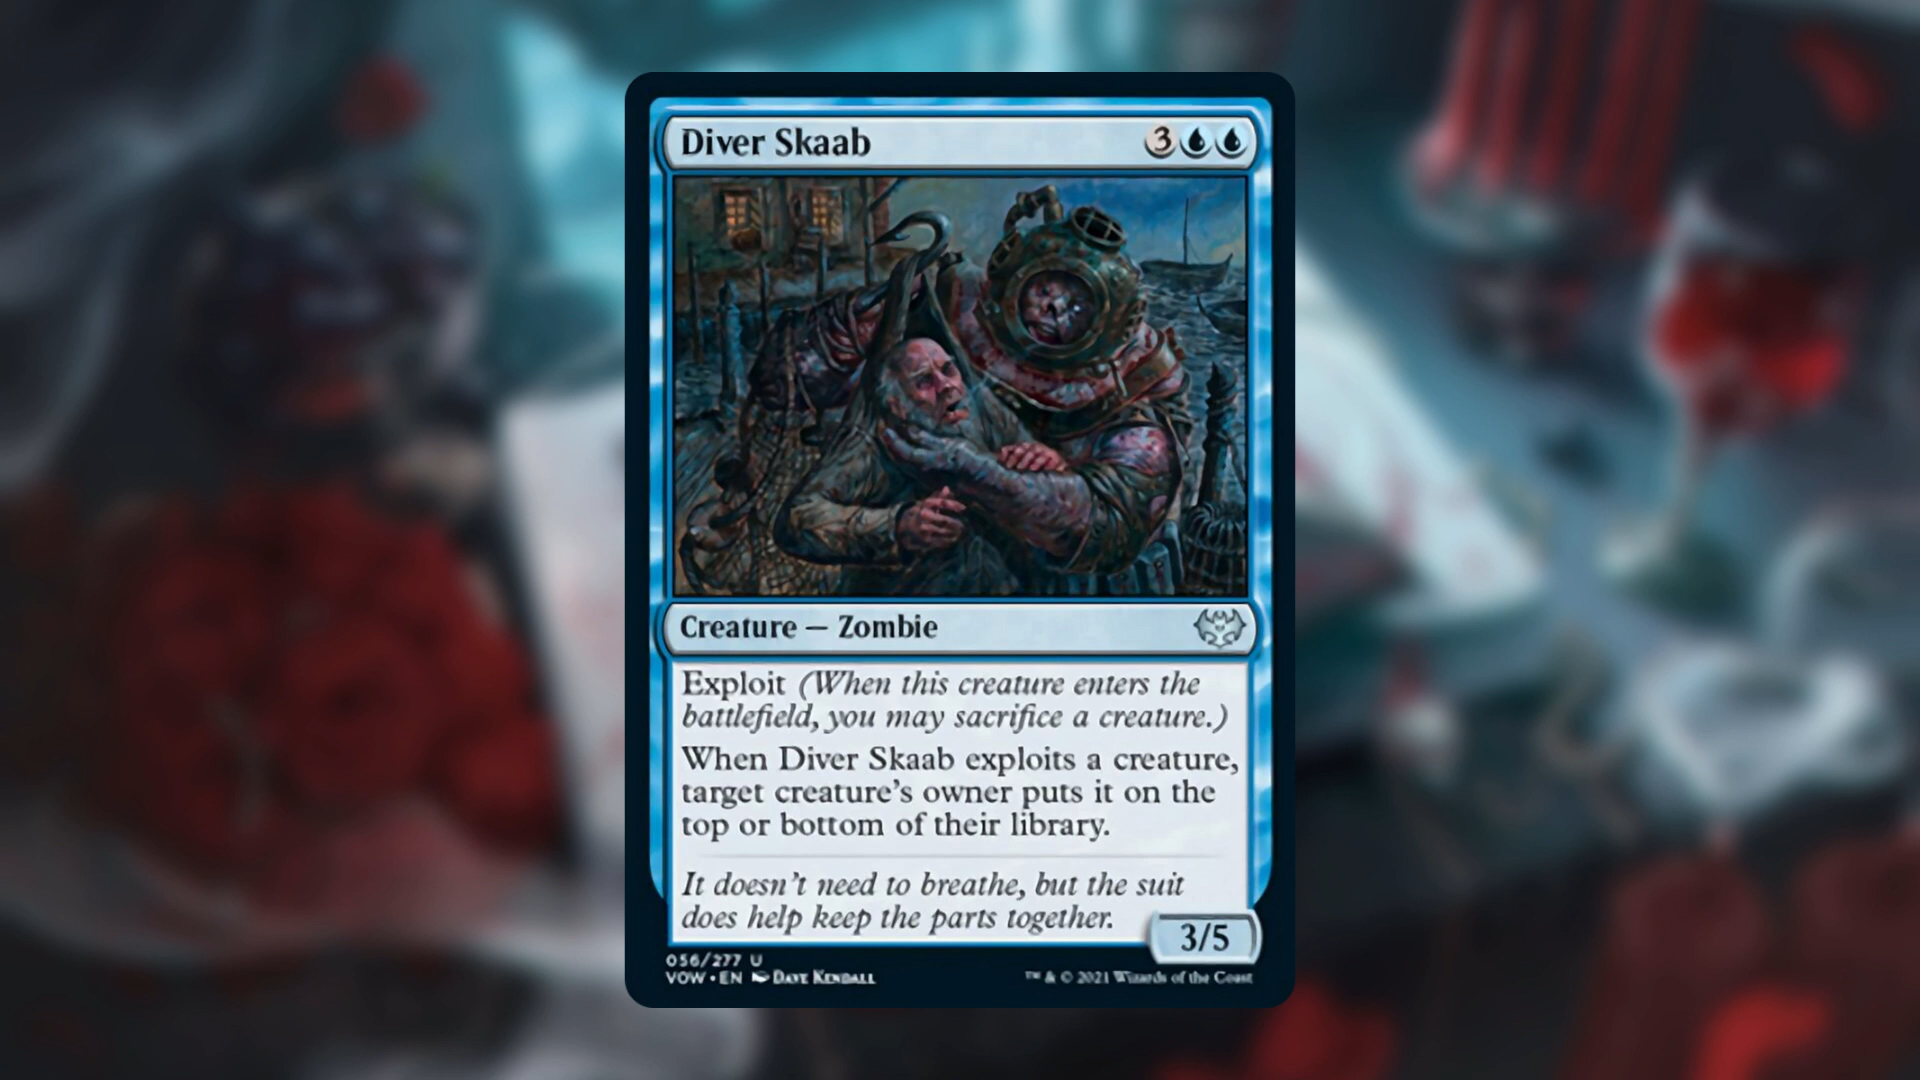 Diver Skaab
3
Creature — Zombie
Exploit (When this creature enters the
battlefield, you may sacrifice a creature.)
When Diver Skaab exploits a creature,
target creature's owner puts it on the
top or bottom of their library.
It doesn't need to breathe, but the suit
does help keep the parts together.
3/5
056/277 U
VOW • EN Dave Kendall
™ & © 2021 Wizards of the Coast